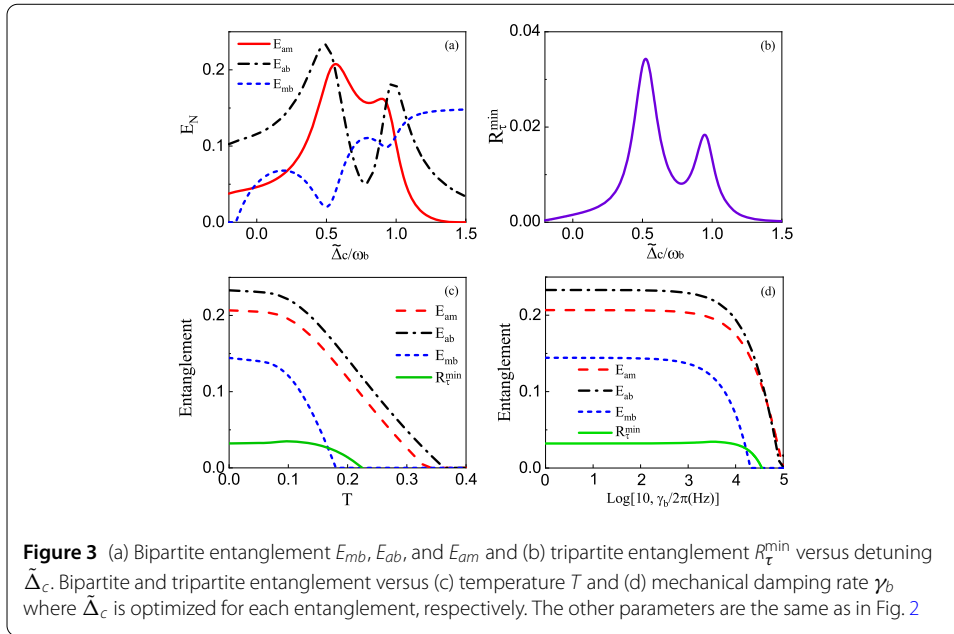 (a)
E_am
E_ab
E_mb
0.2
0.1
0.0
E_N
0.0 0.5 1.0 1.5
Δ̃c/ω_b
(b)
0.04
0.02
0.00
R_τ^min
0.0 0.5 1.0 1.5
Δ̃c/ω_b
(c)
E_am
E_ab
E_mb
R_τ^min
0.2
0.1
0.0
Entanglement
0.0 0.1 0.2 0.3 0.4
T
(d)
E_am
E_ab
E_mb
R_τ^min
0.2
0.1
0.0
Entanglement
0 1 2 3 4 5
Log[10, γ_b/2π(Hz)]
Figure 3 (a) Bipartite entanglement E_mb, E_ab, and E_am and (b) tripartite entanglement R_τ^min versus detuning
Δ̃_c. Bipartite and tripartite entanglement versus (c) temperature T and (d) mechanical damping rate γ_b
where Δ̃_c is optimized for each entanglement, respectively. The other parameters are the same as in Fig. 2